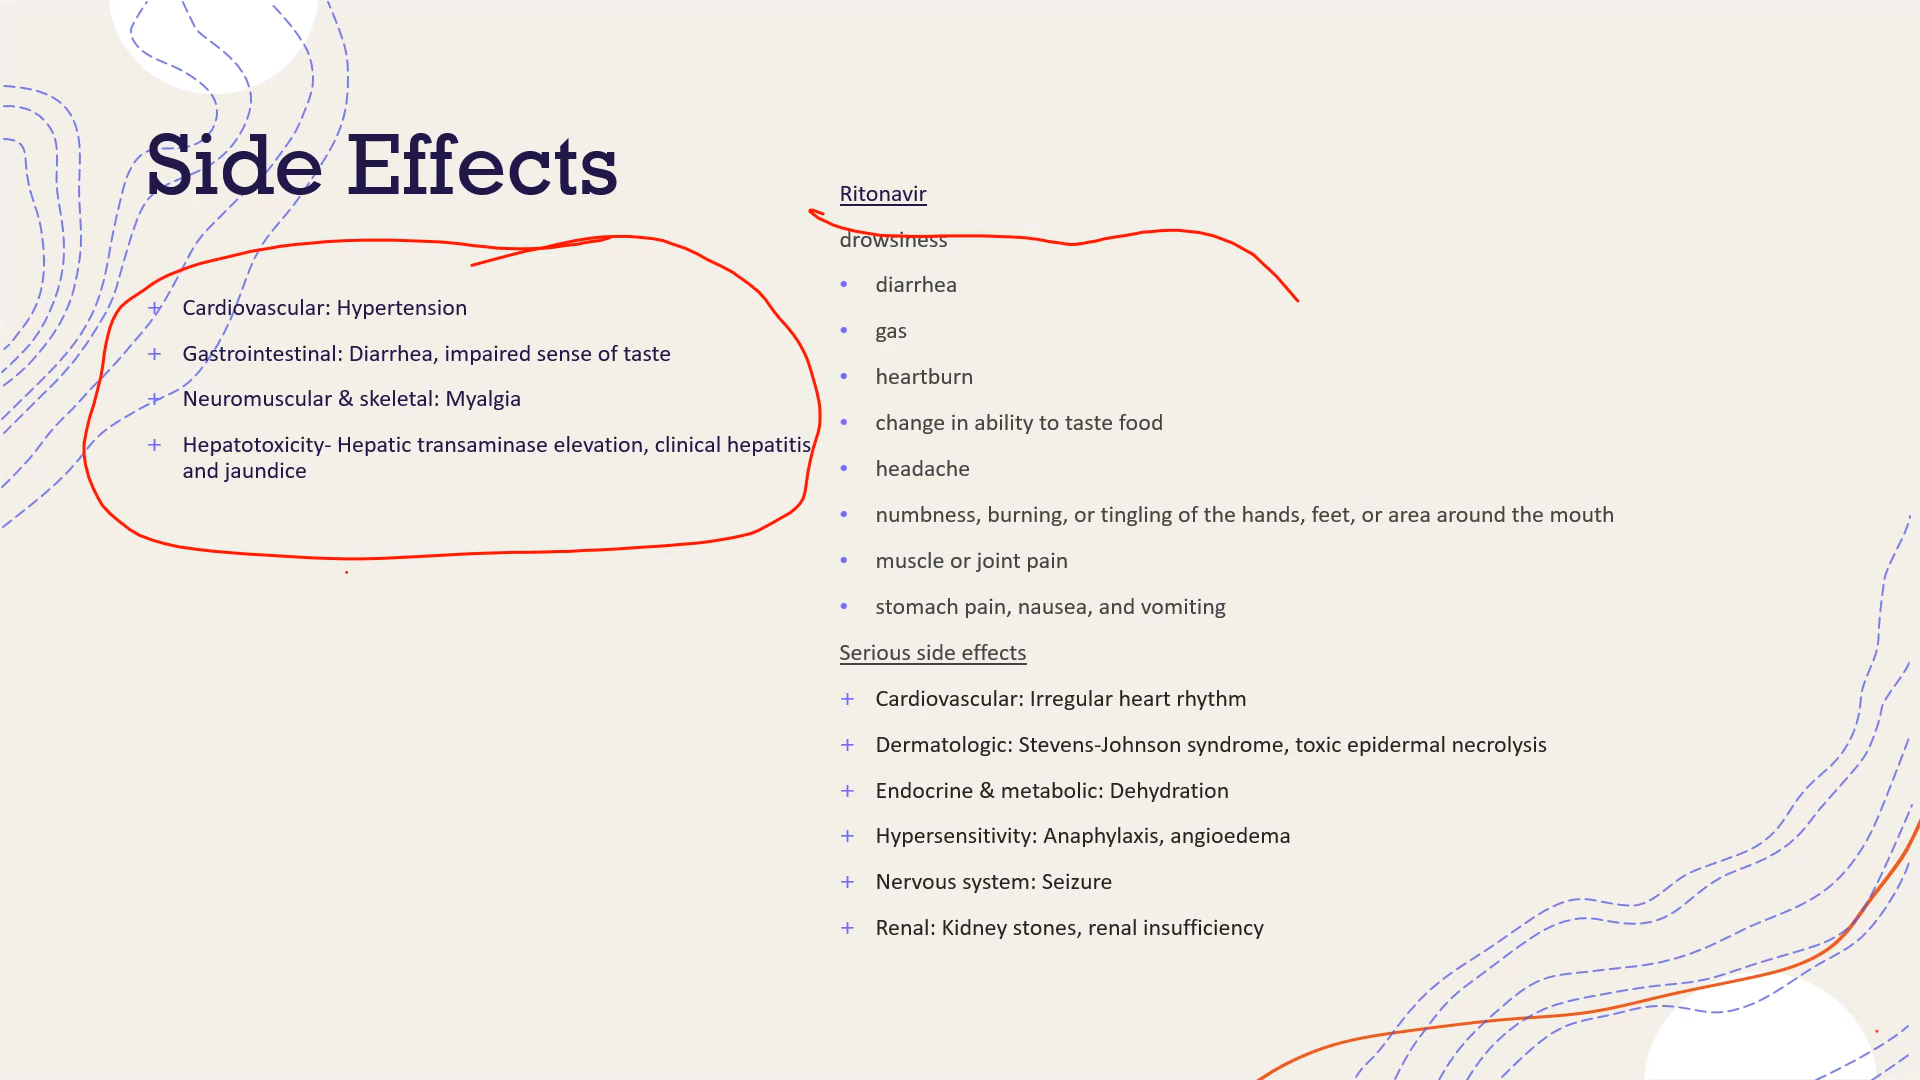 Side Effects
+ Cardiovascular: Hypertension
+ Gastrointestinal: Diarrhea, impaired sense of taste
+ Neuromuscular & skeletal: Myalgia
+ Hepatotoxicity- Hepatic transaminase elevation, clinical hepatitis
and jaundice
Ritonavir
drowsiness
• diarrhea
• gas
• heartburn
• change in ability to taste food
• headache
• numbness, burning, or tingling of the hands, feet, or area around the mouth
• muscle or joint pain
• stomach pain, nausea, and vomiting
Serious side effects
+ Cardiovascular: Irregular heart rhythm
+ Dermatologic: Stevens-Johnson syndrome, toxic epidermal necrolysis
+ Endocrine & metabolic: Dehydration
+ Hypersensitivity: Anaphylaxis, angioedema
+ Nervous system: Seizure
+ Renal: Kidney stones, renal insufficiency